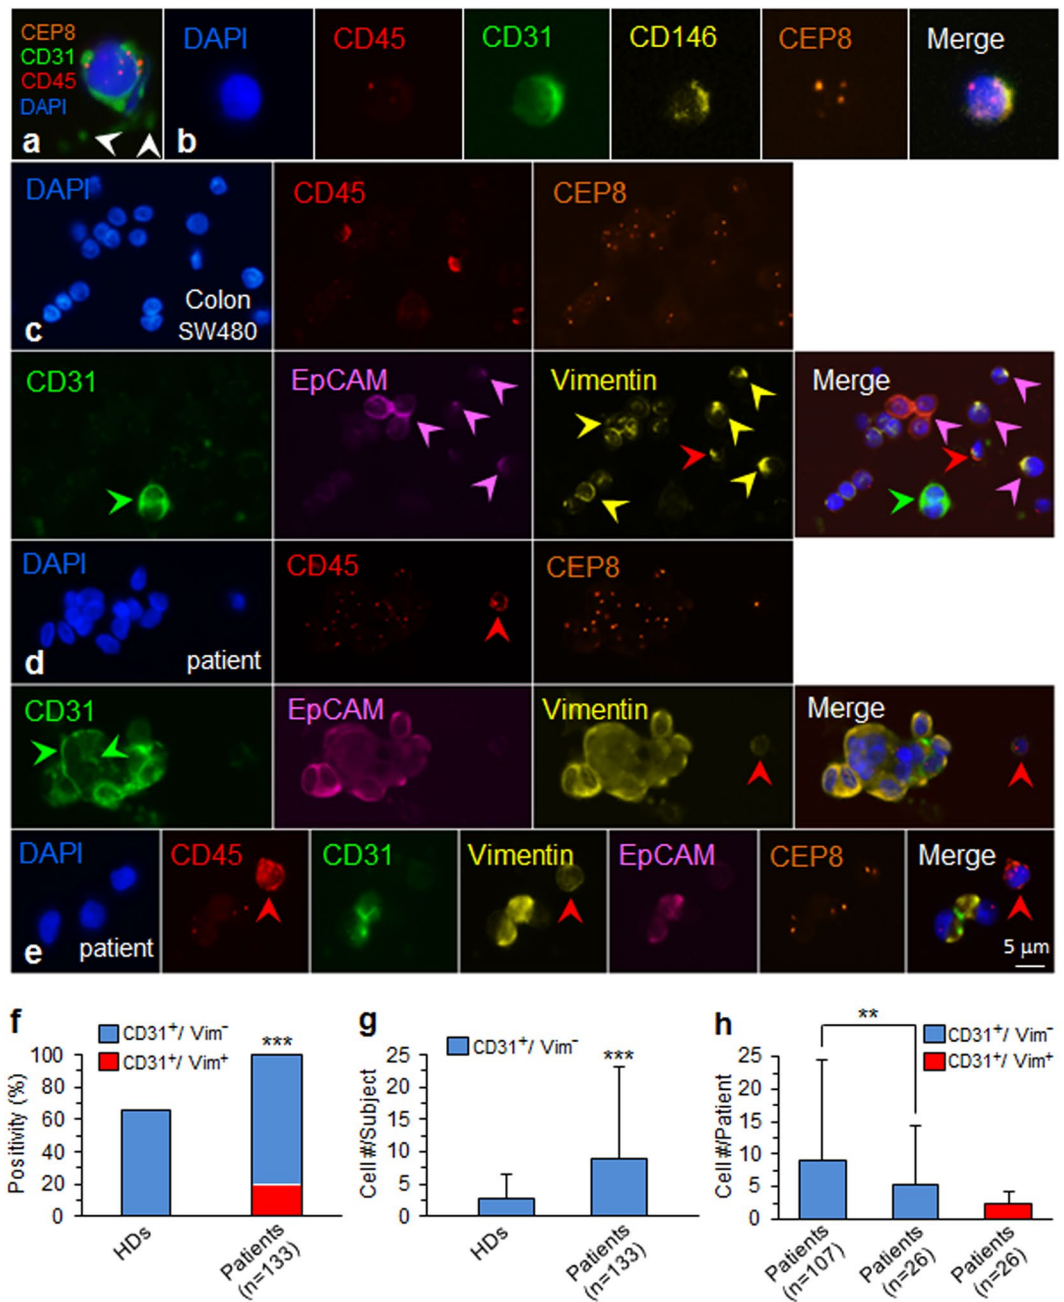 CEP8
CD31
CD45
DAPI
a
DAPI CD45 CD31 CD146 CEP8 Merge
b
DAPI CD45 CEP8
Colon
SW480
c
CD31 EpCAM Vimentin Merge
DAPI CD45 CEP8
patient
d
CD31 EpCAM Vimentin Merge
DAPI CD45 CD31 Vimentin EpCAM CEP8 Merge
patient
e
5 µm
f
CD31⁺/ Vim⁻
CD31⁺/ Vim⁺
***
Positivity (%)
100
80
60
40
20
0
HDs
Patients
(n=133)
g
CD31⁺/ Vim⁻
***
Cell #/Subject
25
20
15
10
5
0
HDs
Patients
(n=133)
h
**
CD31⁺/ Vim⁻
CD31⁺/ Vim⁺
Cell #/Patient
25
20
15
10
5
0
Patients
(n=107)
Patients
(n=26)
Patients
(n=26)